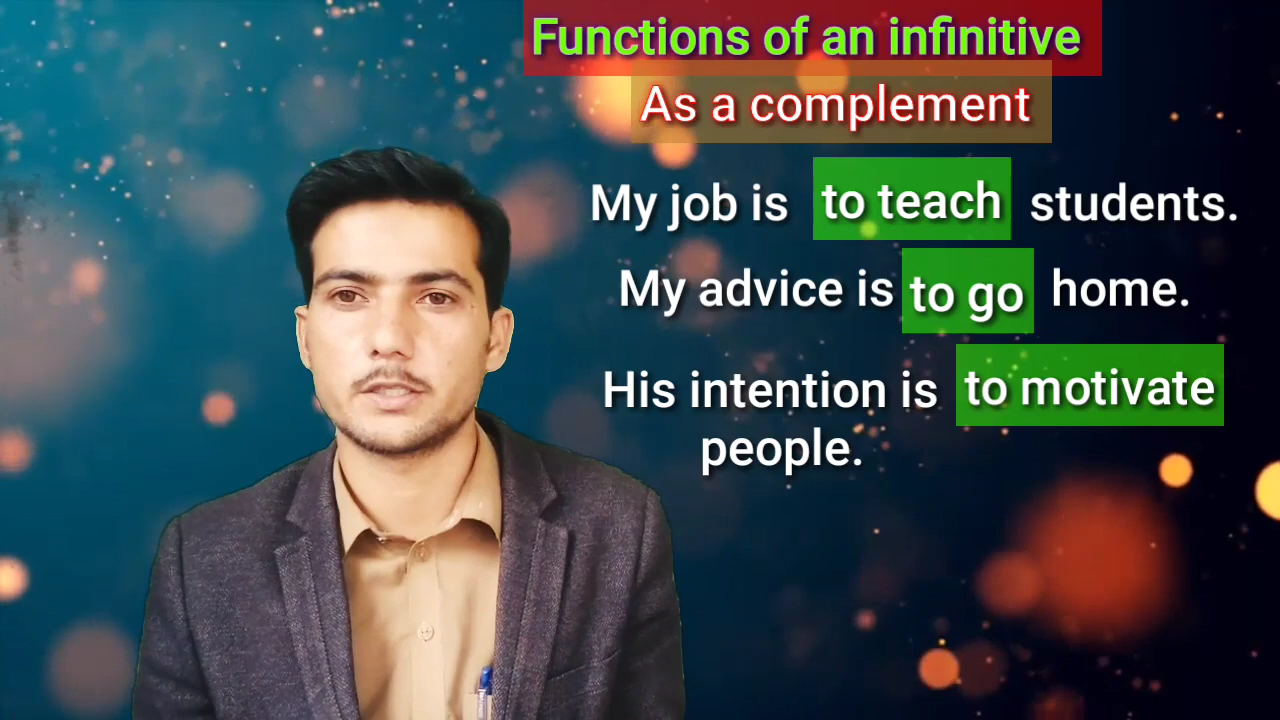 Functions of an infinitive
As a complement
My job is to teach students.
My advice is to go home.
His intention is to motivate
people.